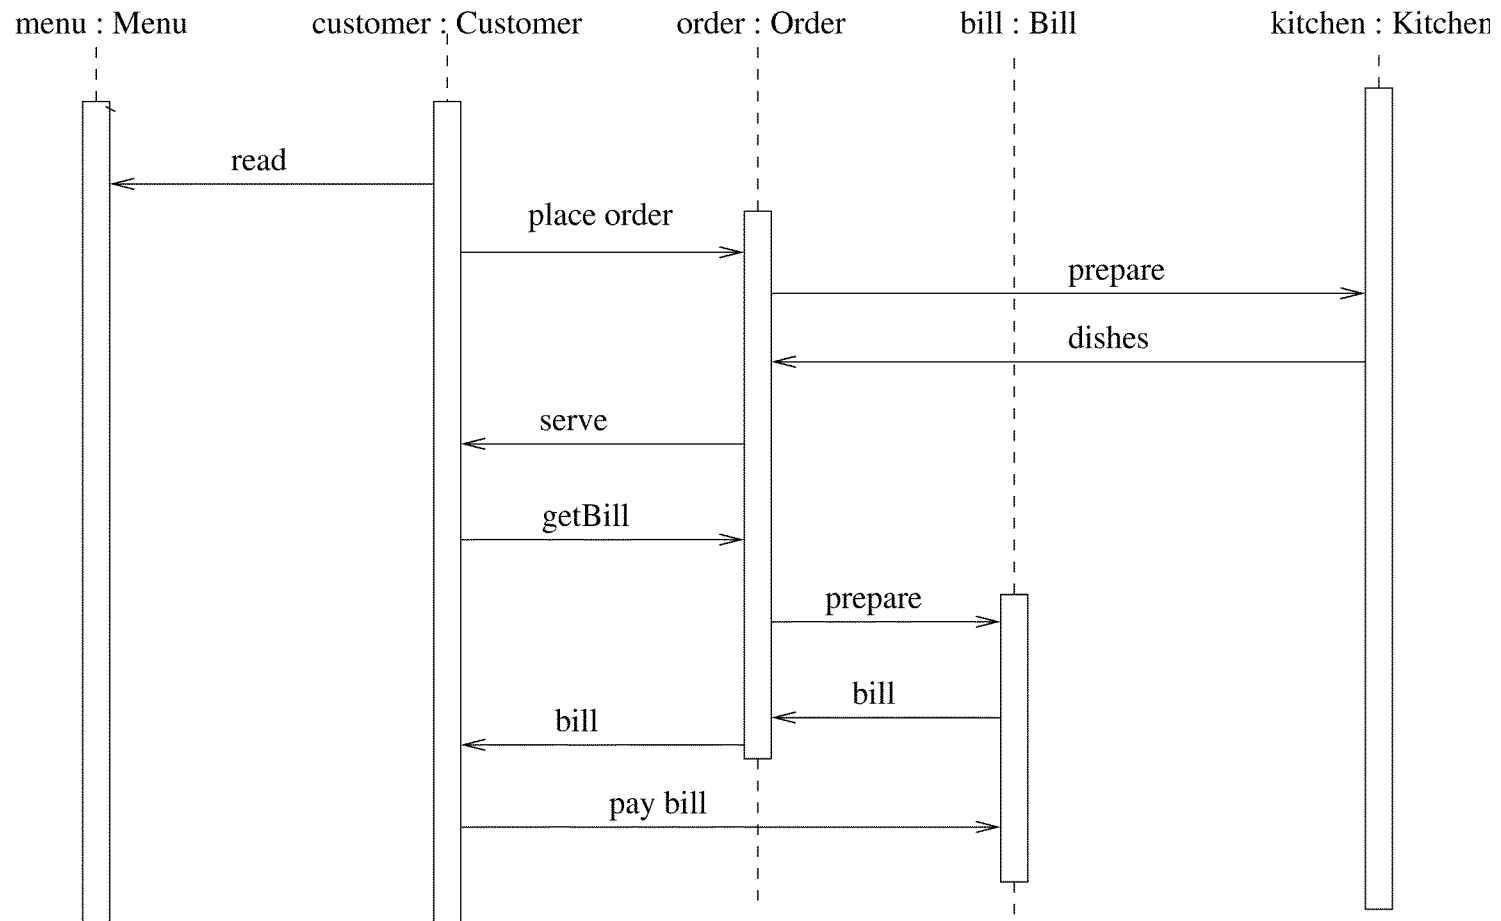 menu : Menu
customer : Customer
order : Order
bill : Bill
kitchen : Kitchen
read
place order
prepare
dishes
serve
getBill
prepare
bill
bill
pay bill